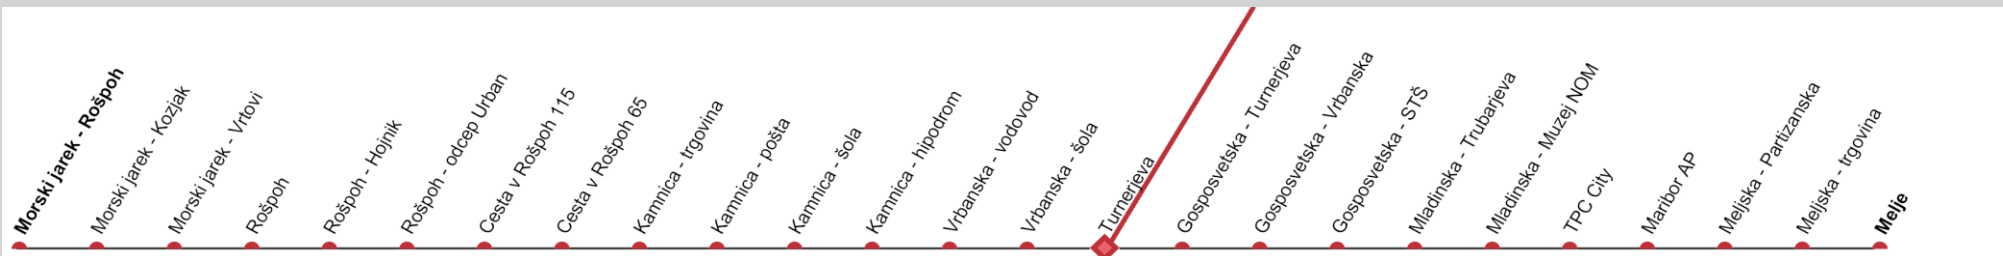 Morski jarek - Rošpoh
Morski jarek - Kozjak
Morski jarek - Vrtovi
Rošpoh
Rošpoh - Hojnik
Rošpoh - odcep Urban
Cesta v Rošpoh 115
Cesta v Rošpoh 65
Kamnica - trgovina
Kamnica - pošta
Kamnica - šola
Kamnica - hipodrom
Vrbanska - vodovod
Vrbanska - šola
Turnerjeva
Gosposvetska - Turnerjeva
Gosposvetska - Vrbanska
Gosposvetska - STŠ
Mladinska - Trubarjeva
Mladinska - Muzej NOM
TPC City
Maribor AP
Meljska - Partizanska
Meljska - trgovina
Melje